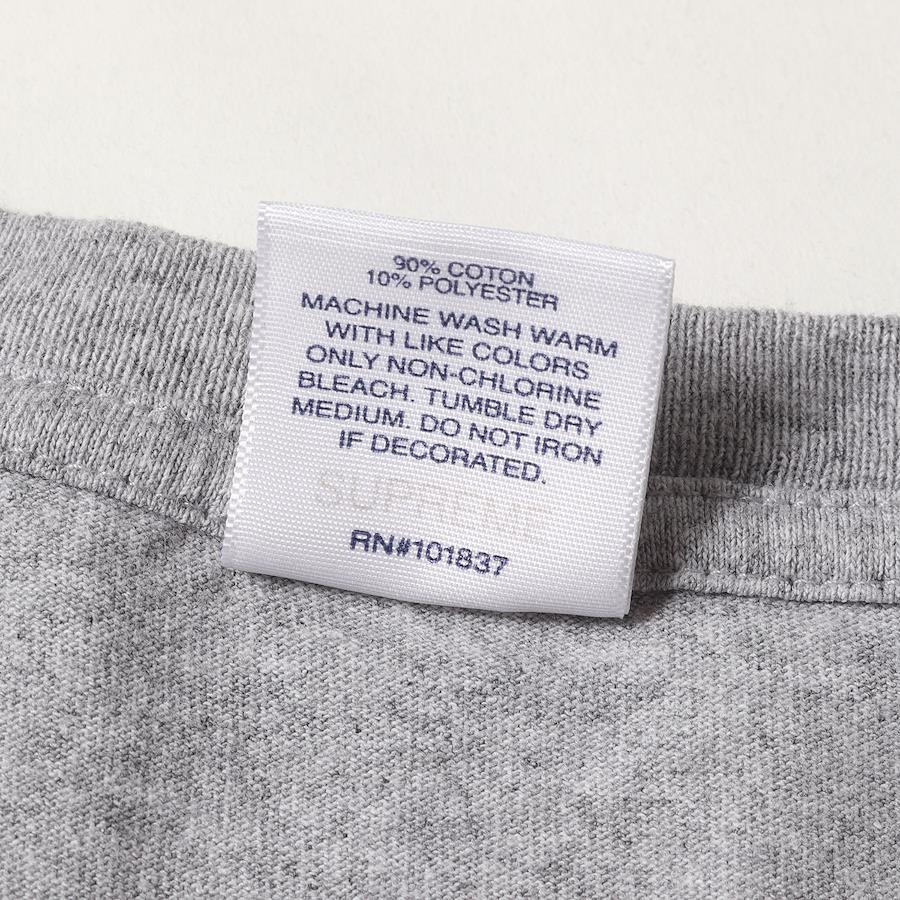 90% COTON
10% POLYESTER
MACHINE WASH WARM
WITH LIKE COLORS
ONLY NON-CHLORINE
BLEACH. TUMBLE DRY
MEDIUM. DO NOT IRON
IF DECORATED.
SUPREME
RN#101837